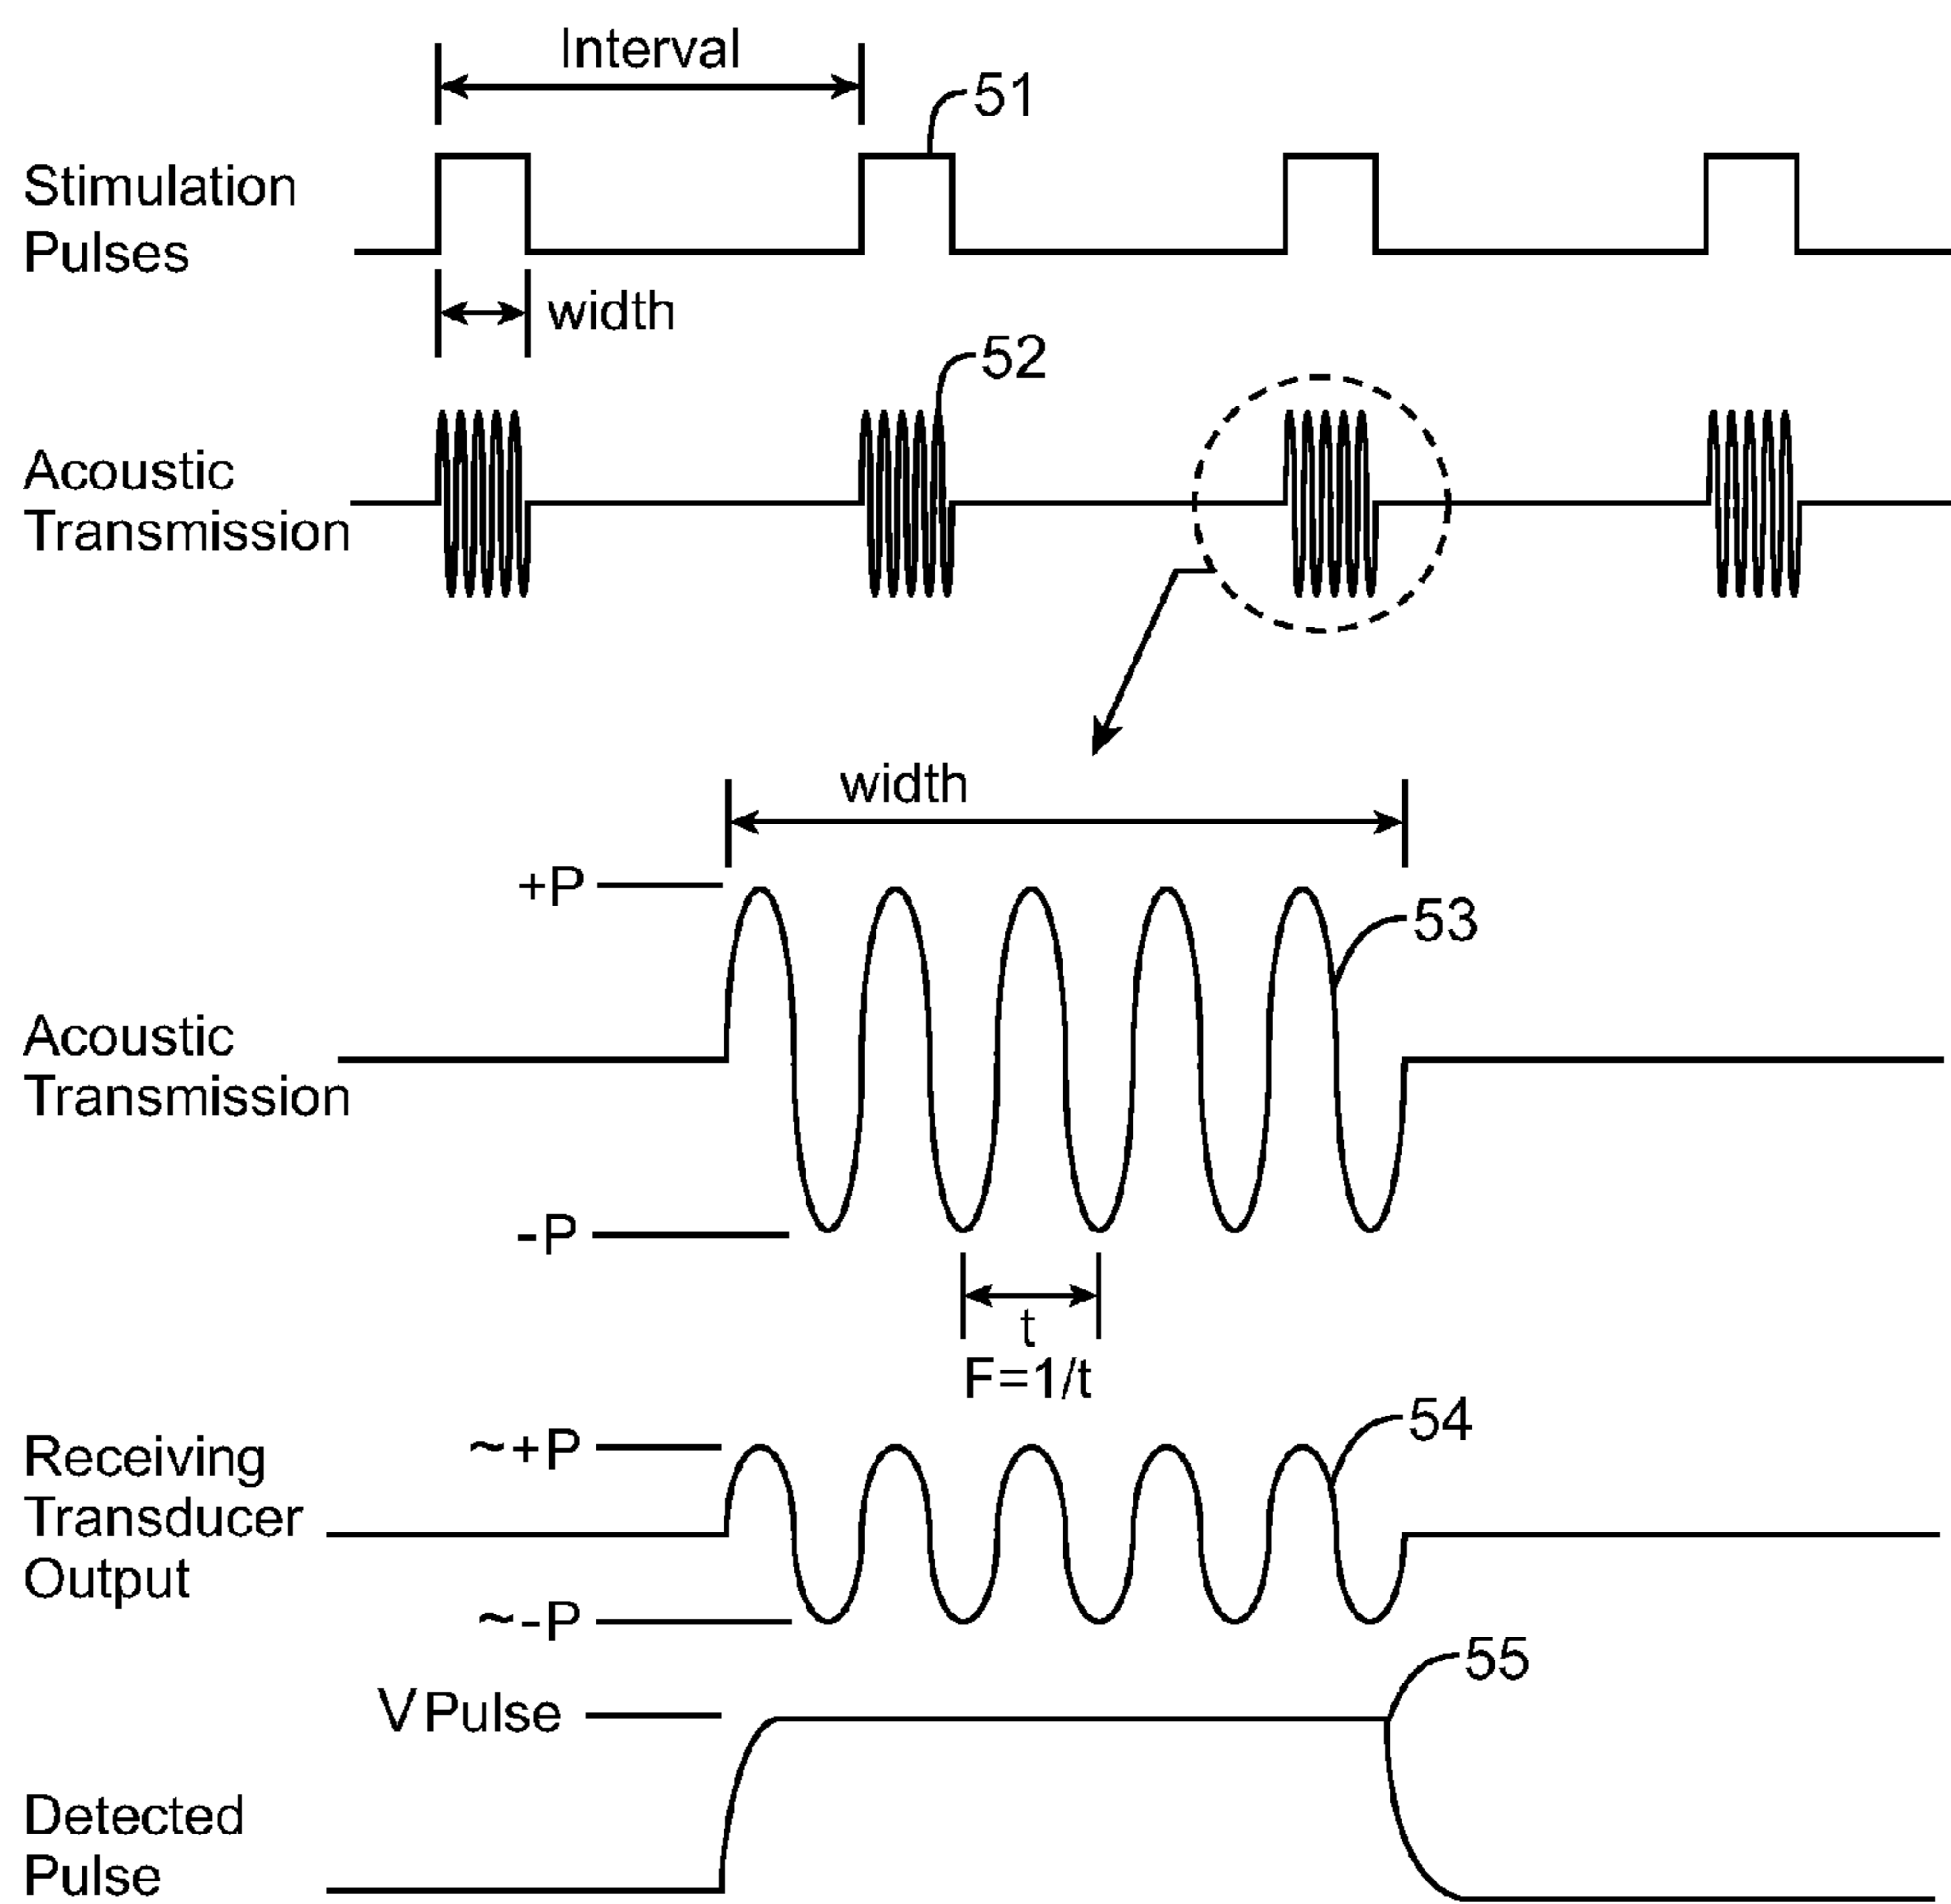 Interval
51
Stimulation
Pulses
width
52
Acoustic
Transmission
width
+P
53
Acoustic
Transmission
-P
t
F=1/t
54
~+P
Receiving
Transducer
Output
~-P
55
V Pulse
Detected
Pulse